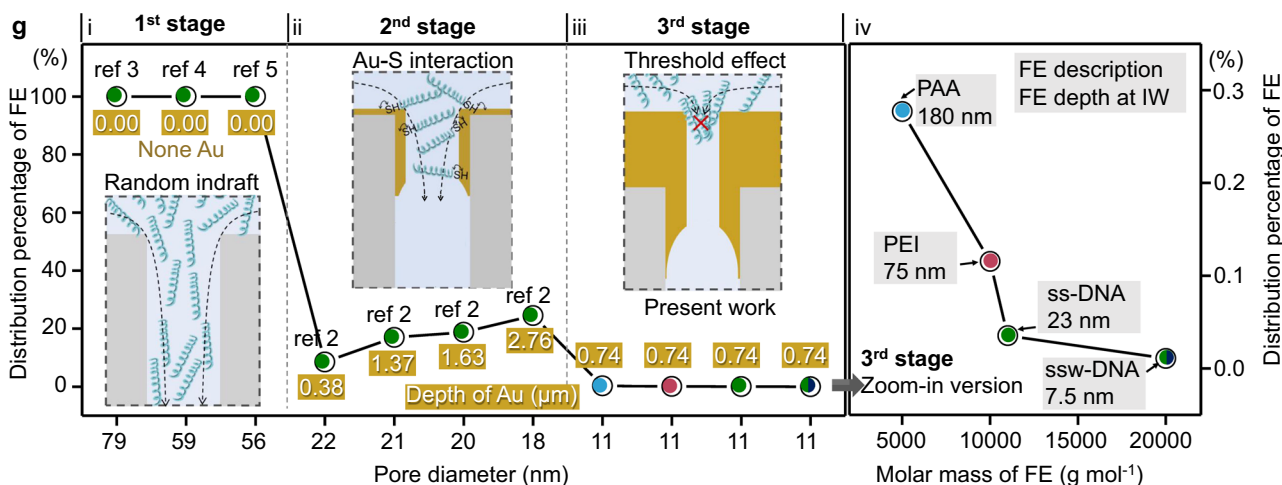 g
i
1st stage
ii
2nd stage
iii
3rd stage
iv
(%)
Distribution percentage of FE
100
80
60
40
20
0
ref 3
ref 4
ref 5
0.00
0.00
0.00
None Au
Random indraft
Au-S interaction
SH
SH
SH
SH
SH
ref 2
ref 2
ref 2
ref 2
0.38
1.37
1.63
2.76
Depth of Au (μm)
Threshold effect
Present work
0.74
0.74
0.74
0.74
79
59
56
22
21
20
18
11
11
11
11
Pore diameter (nm)
PAA
180 nm
FE description
FE depth at IW
PEI
75 nm
ss-DNA
23 nm
ssw-DNA
7.5 nm
3rd stage
Zoom-in version
(%)
0.3
0.2
0.1
0.0
Distribution percentage of FE
5000
10000
15000
20000
Molar mass of FE (g mol-1)